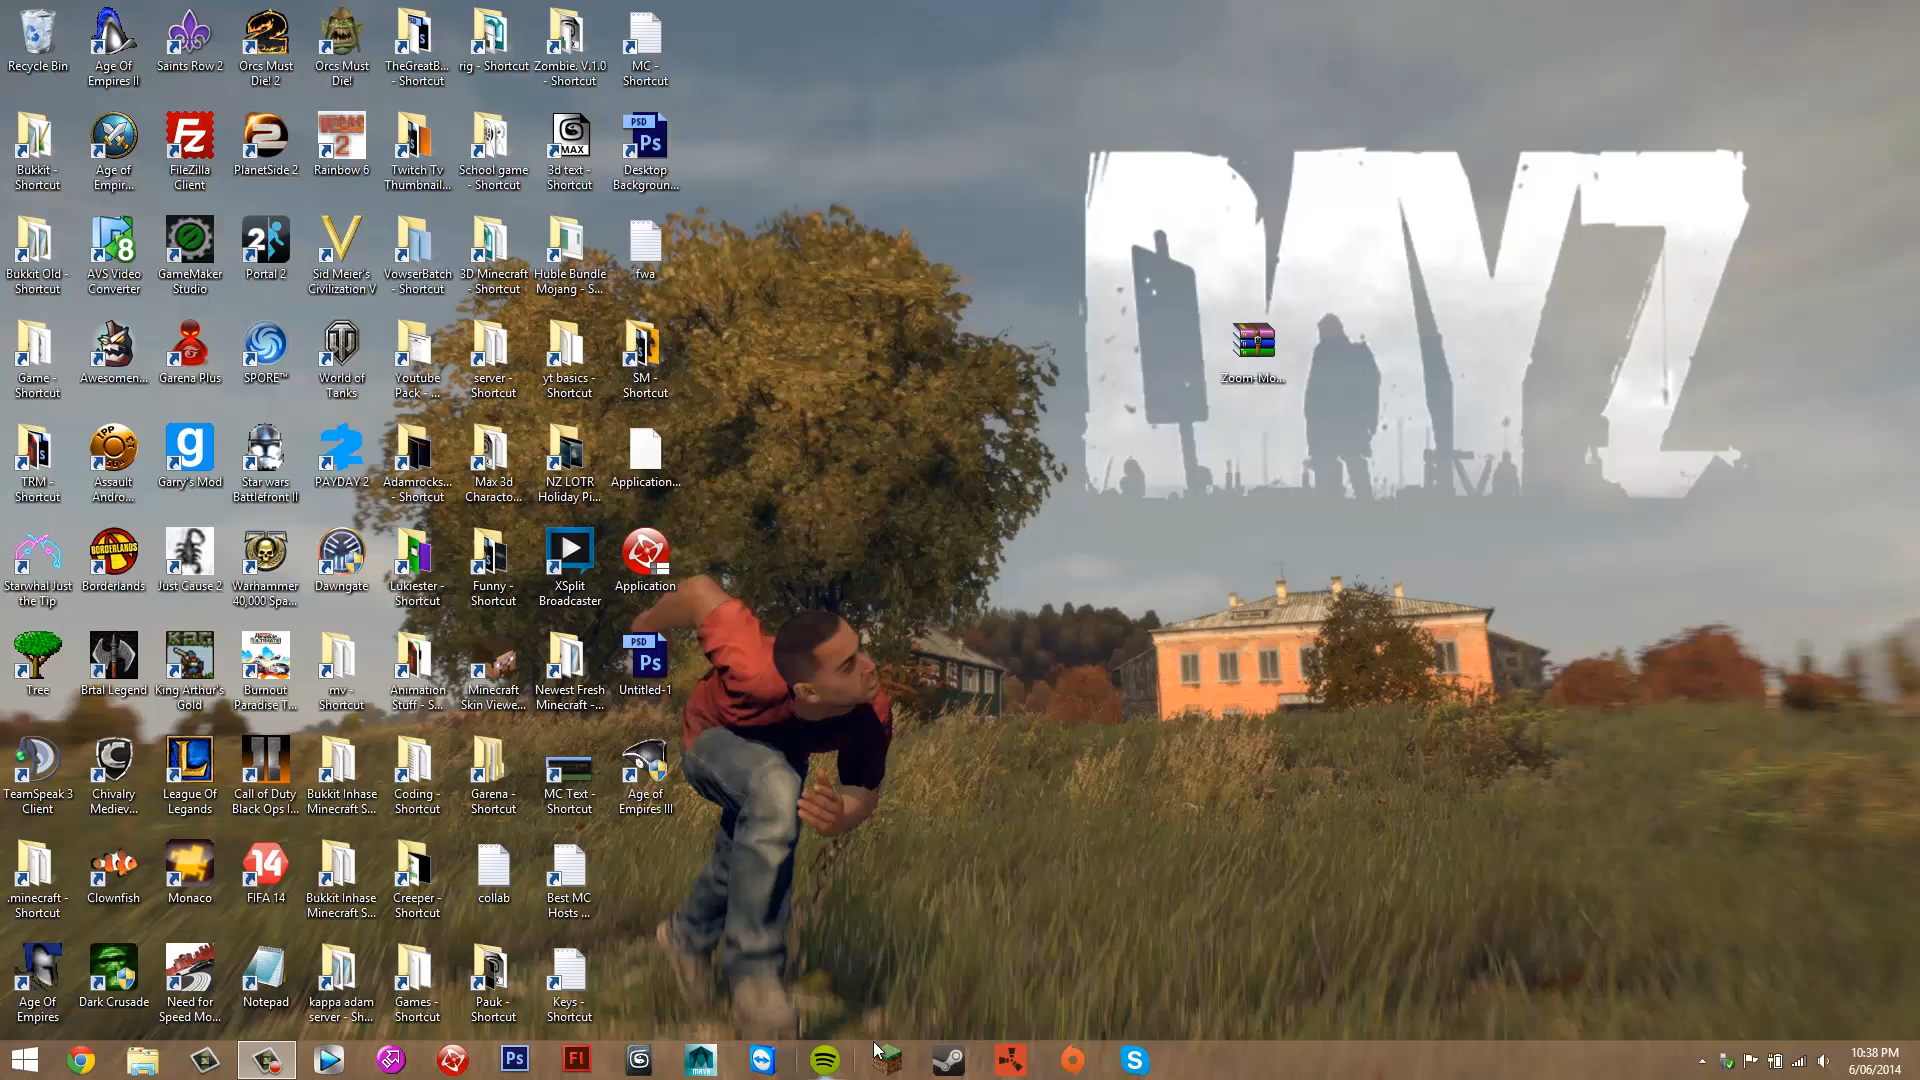 Recycle Bin
Age Of
Empires II
Saints Row 2
Orcs Must
Die! 2
Orcs Must
Die!
TheGreatB...
- Shortcut
rig - Shortcut
Zombie. V.1.0
- Shortcut
MC -
Shortcut
Bukkit -
Shortcut
Age of
Empir...
FileZilla
Client
PlanetSide 2
Rainbow 6
Twitch Tv
Thumbnail...
School game
- Shortcut
3d text -
Shortcut
Desktop
Backgroun...
Bukkit Old -
Shortcut
AVS Video
Converter
GameMaker
Studio
Portal 2
Sid Meier's
Civilization V
VowserBatch
- Shortcut
3D Minecraft
- Shortcut
Huble Bundle
Mojang - S...
fwa
Game -
Shortcut
Awesomen...
Garena Plus
SPORE™
World of
Tanks
Youtube
Pack - ...
server -
Shortcut
yt basics -
Shortcut
SM -
Shortcut
Zoom-Mo...
TRM -
Shortcut
Assault
Andro...
Garry's Mod
Star wars
Battlefront II
PAYDAY 2
Adamrocks...
- Shortcut
Max 3d
Characto...
NZ LOTR
Holiday Pi...
Application...
Starwhal Just
the Tip
Borderlands
Just Cause 2
Warhammer
40,000 Spa...
Dawngate
Lukiester -
Shortcut
Funny -
Shortcut
XSplit
Broadcaster
Application
Tree
Brtal Legend
King Arthur's
Gold
Burnout
Paradise T...
mv -
Shortcut
Animation
Stuff - S...
Minecraft
Skin Viewe...
Newest Fresh
Minecraft -...
Untitled-1
TeamSpeak 3
Client
Chivalry
Mediev...
League Of
Legands
Call of Duty
Black Ops I...
Bukkit Inhase
Minecraft S...
Coding -
Shortcut
Garena -
Shortcut
MC Text -
Shortcut
Age of
Empires III
.minecraft -
Shortcut
Clownfish
Monaco
FIFA 14
Bukkit Inhase
Minecraft S...
Creeper -
Shortcut
collab
Best MC
Hosts ...
Age Of
Empires
Dark Crusade
Need for
Speed Mo...
Notepad
kappa adam
server - Sh...
Games -
Shortcut
Pauk -
Shortcut
Keys -
Shortcut
DAYZ
10:38 PM
6/06/2014